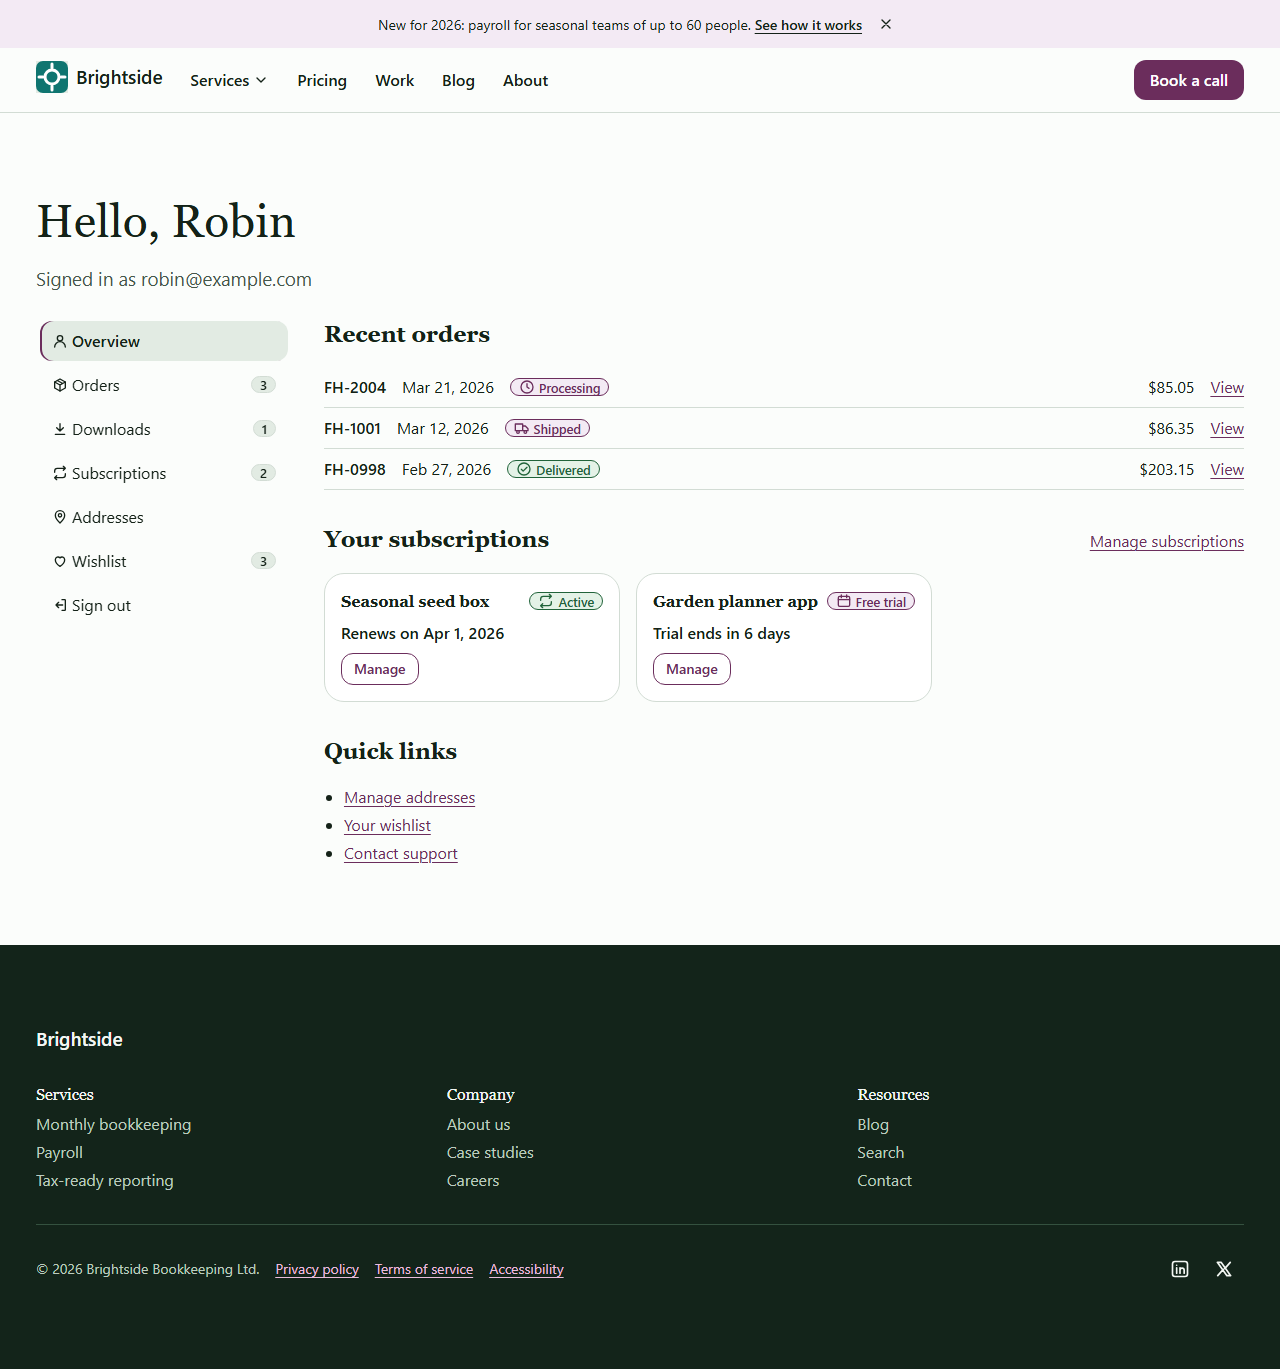 New for 2026: payroll for seasonal teams of up to 60 people. See how it works
Brightside Services Pricing Work Blog About Book a call
Hello, Robin
Signed in as robin@example.com
Overview
Orders 3
Downloads 1
Subscriptions 2
Addresses
Wishlist 3
Sign out
Recent orders
FH-2004 Mar 21, 2026 Processing $85.05 View
FH-1001 Mar 12, 2026 Shipped $86.35 View
FH-0998 Feb 27, 2026 Delivered $203.15 View
Your subscriptions Manage subscriptions
Seasonal seed box Active
Renews on Apr 1, 2026
Manage
Garden planner app Free trial
Trial ends in 6 days
Manage
Quick links
Manage addresses
Your wishlist
Contact support
Brightside
Services
Monthly bookkeeping
Payroll
Tax-ready reporting
Company
About us
Case studies
Careers
Resources
Blog
Search
Contact
© 2026 Brightside Bookkeeping Ltd. Privacy policy Terms of service Accessibility